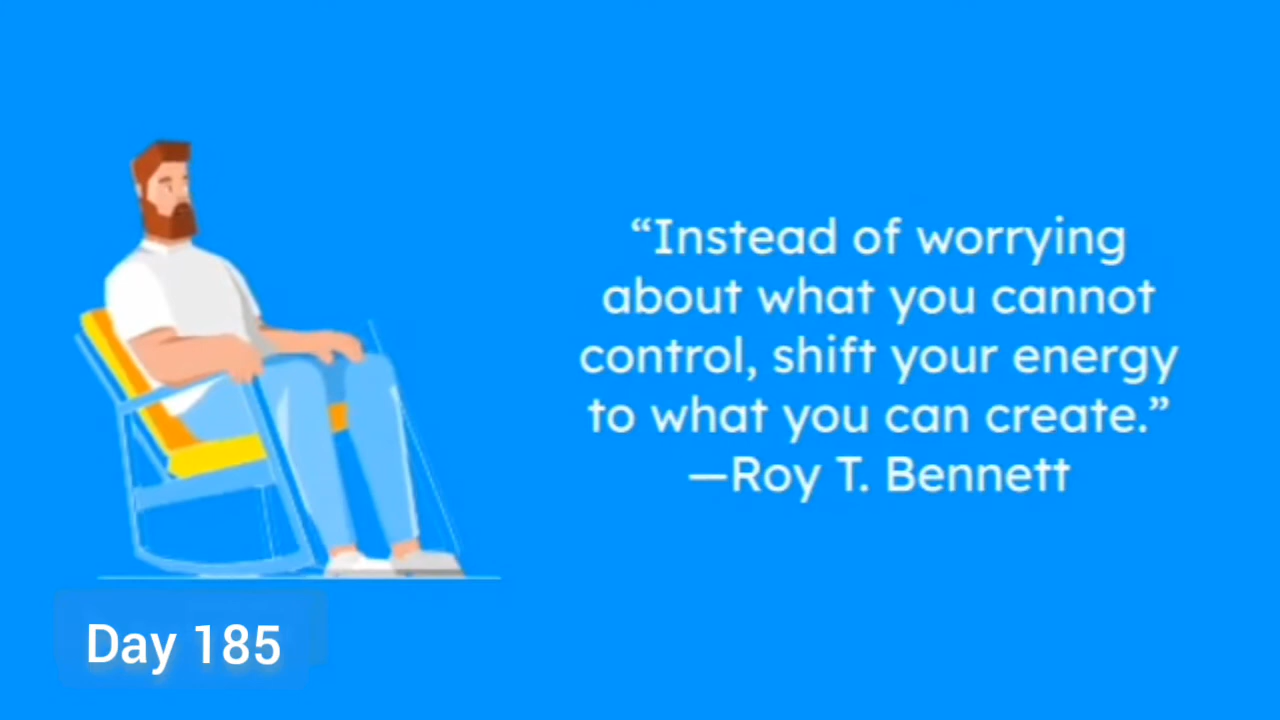 “Instead of worrying
about what you cannot
control, shift your energy
to what you can create.”
—Roy T. Bennett
Day 185